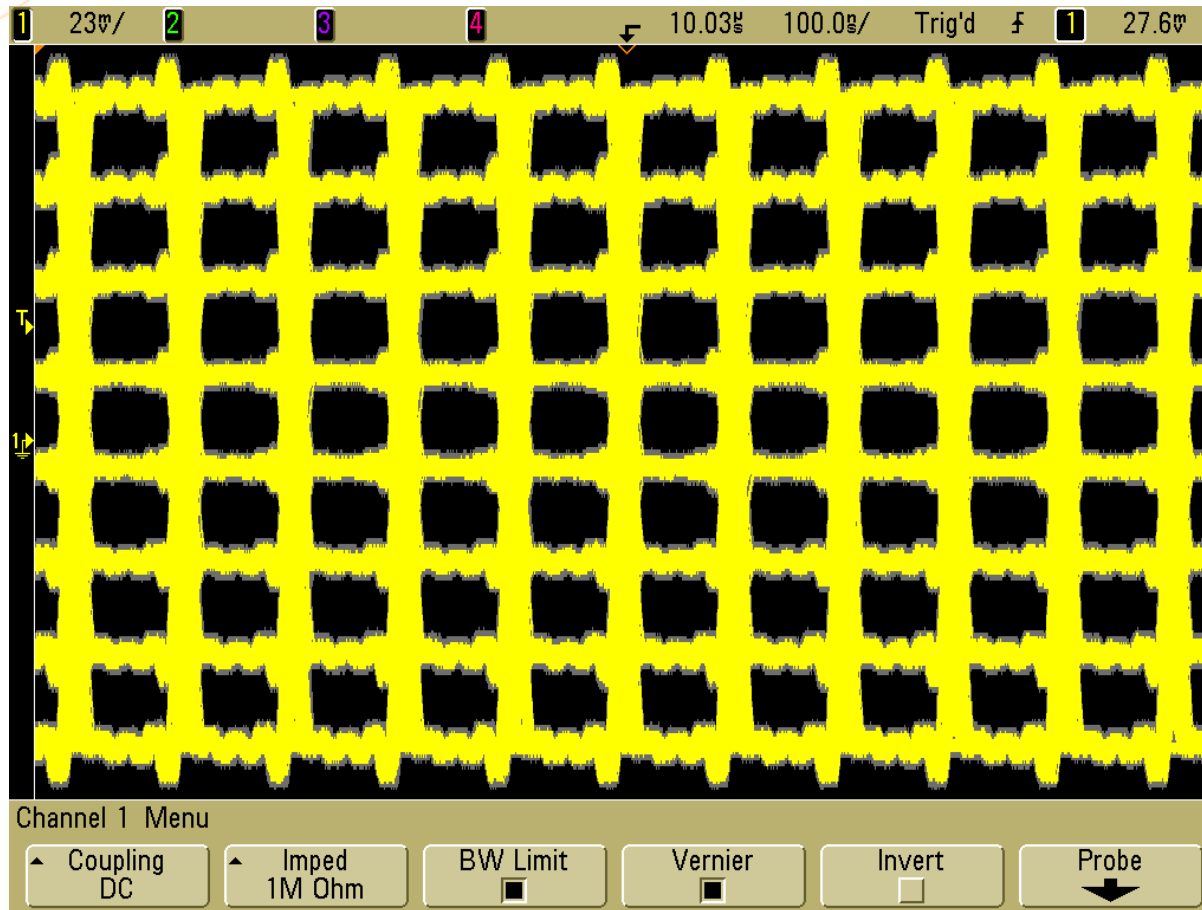 1 23mV/ 2 3 4 10.03µs 100.0ns/ Trig'd 1 27.6mV
T
1
Channel 1 Menu
Coupling Imped BW Limit Vernier Invert Probe
DC 1M Ohm